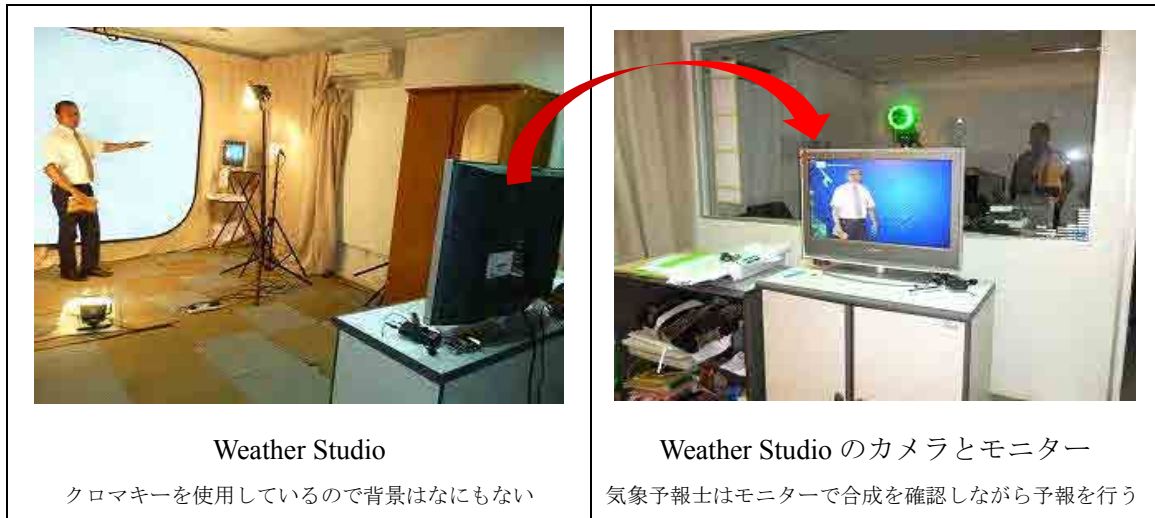 Weather Studio
クロマキーを使用しているので背景はなにもない
Weather Studio のカメラとモニター
気象予報士はモニターで合成を確認しながら予報を行う